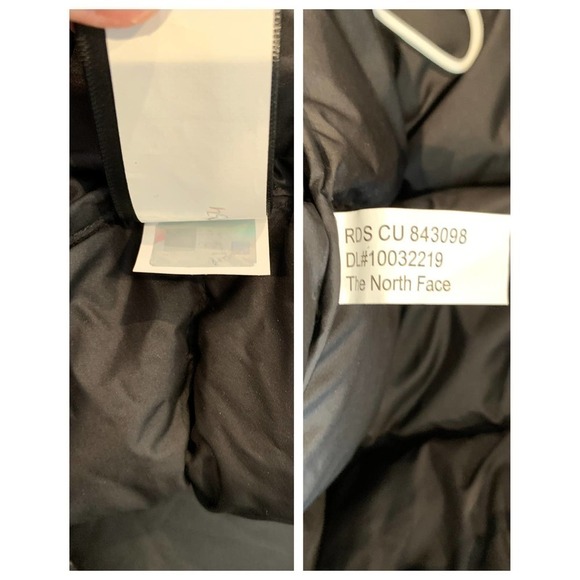 RDS CU 843098
DL#10032219
The North Face